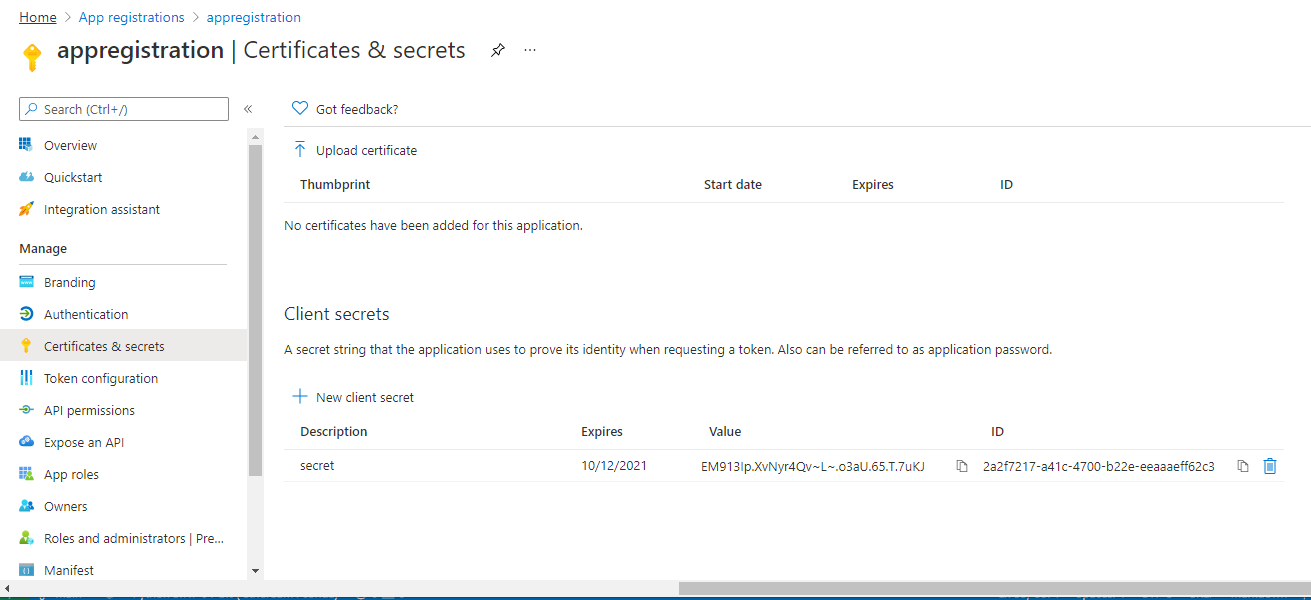 Home > App registrations > appregistration
appregistration | Certificates & secrets ...
Search (Ctrl+/) «
Overview
Quickstart
Integration assistant
Manage
Branding
Authentication
Certificates & secrets
Token configuration
API permissions
Expose an API
App roles
Owners
Roles and administrators | Pre...
Manifest
Got feedback?
Upload certificate
Thumbprint Start date Expires ID
No certificates have been added for this application.
Client secrets
A secret string that the application uses to prove its identity when requesting a token. Also can be referred to as application password.
New client secret
Description Expires Value ID
secret 10/12/2021 EM913Ip.XvNyr4Qv~L~.o3aU.65.T.7uKJ 2a2f7217-a41c-4700-b22e-eeaaaeff62c3